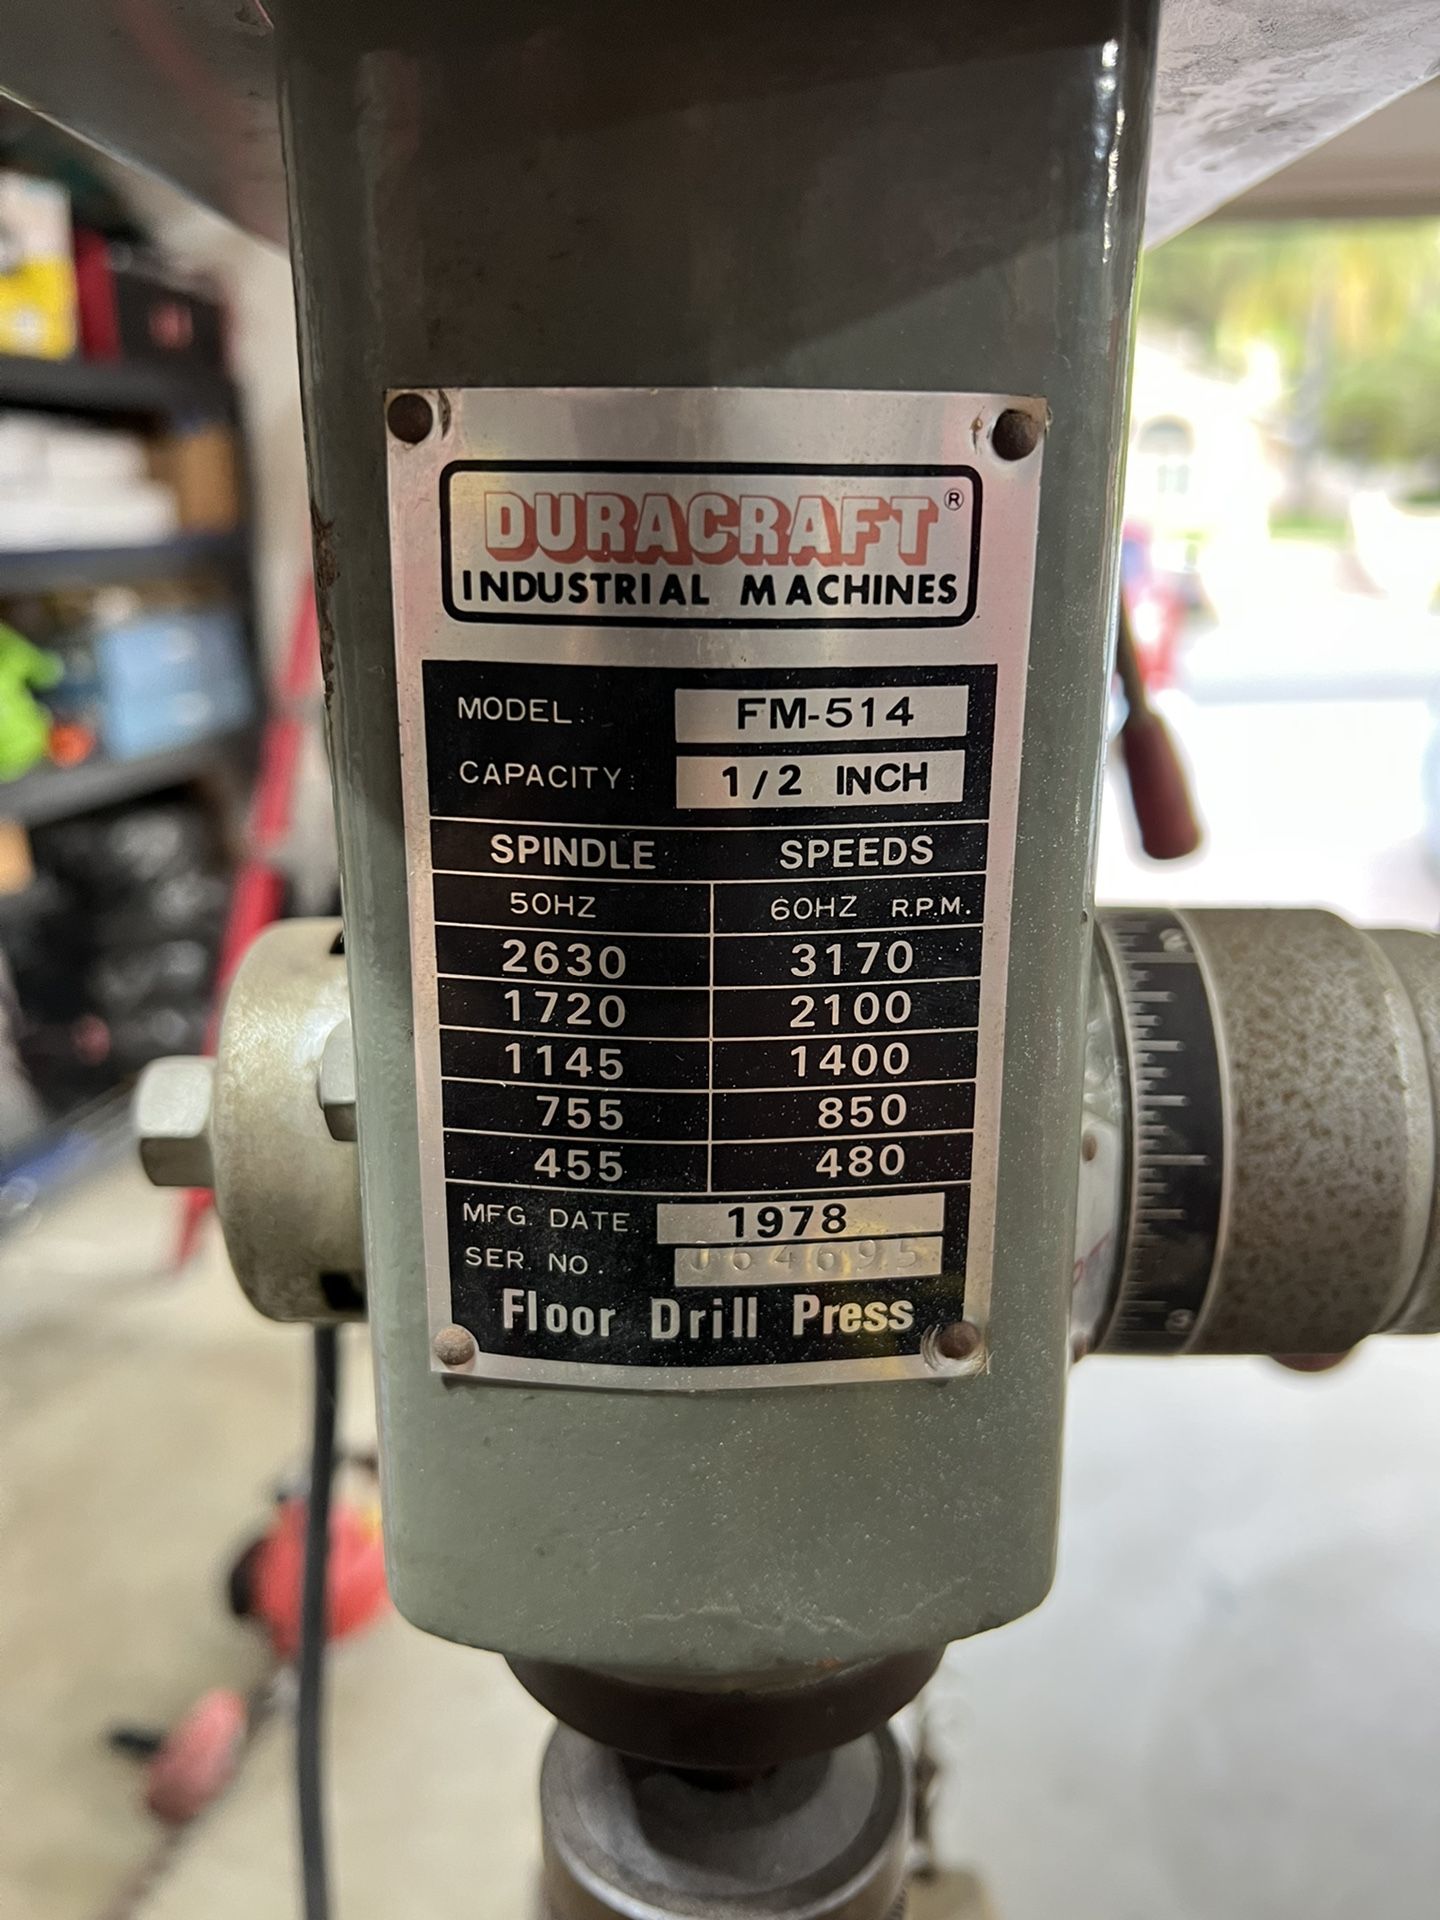 DURACRAFT®
INDUSTRIAL MACHINES
MODEL: FM-514
CAPACITY: 1/2 INCH
SPINDLE SPEEDS
50HZ 60HZ R.P.M.
2630 3170
1720 2100
1145 1400
755 850
455 480
MFG. DATE. 1978
SER. NO. 064695
Floor Drill Press